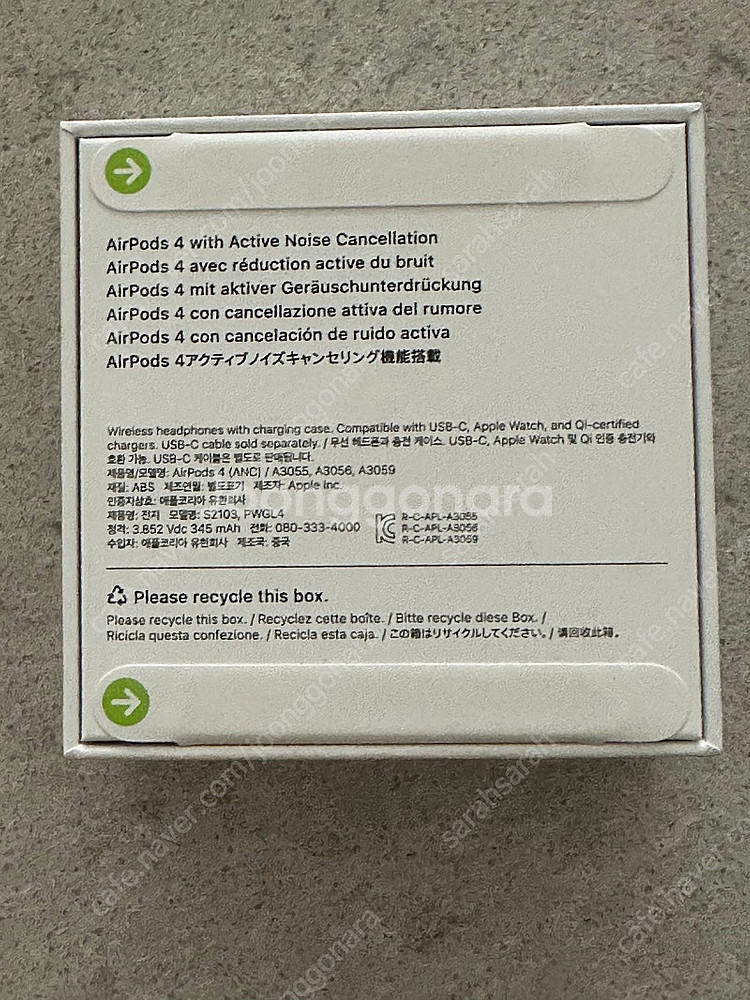 AirPods 4 with Active Noise Cancellation
AirPods 4 avec réduction active du bruit
AirPods 4 mit aktiver Geräuschunterdrückung
AirPods 4 con cancellazione attiva del rumore
AirPods 4 con cancelación de ruido activa
AirPods 4アクティブノイズキャンセリング機能搭載
Wireless headphones with charging case. Compatible with USB-C, Apple Watch, and Qi-certified
chargers. USB-C cable sold separately. / 무선 헤드폰과 충전 케이스. USB-C, Apple Watch 및 Qi 인증 충전기와
호환 가능. USB-C 케이블은 별도로 판매됩니다.
제품명/모델명: AirPods 4 (ANC) / A3055, A3056, A3059
재질: ABS 제조연월: 별도표기 제조자: Apple Inc.
인증지상호: 애플코리아 유한회사
제품명: 전지 모델명: S2103, PWGL4
정격: 3.852 Vdc 345 mAh 전화: 080-333-4000
수입자: 애플코리아 유한회사 제조국: 중국
R-C-APL-A3055
R-C-APL-A3056
R-C-APL-A3059
joonggonara
Please recycle this box.
Please recycle this box. / Recyclez cette boîte. / Bitte recycle diese Box. /
Ricicla questa confezione. / Recicla esta caja. / この箱はリサイクルしてください。/ 请回收此箱。
cafe.naver.com/joonggonara
sarahsarah